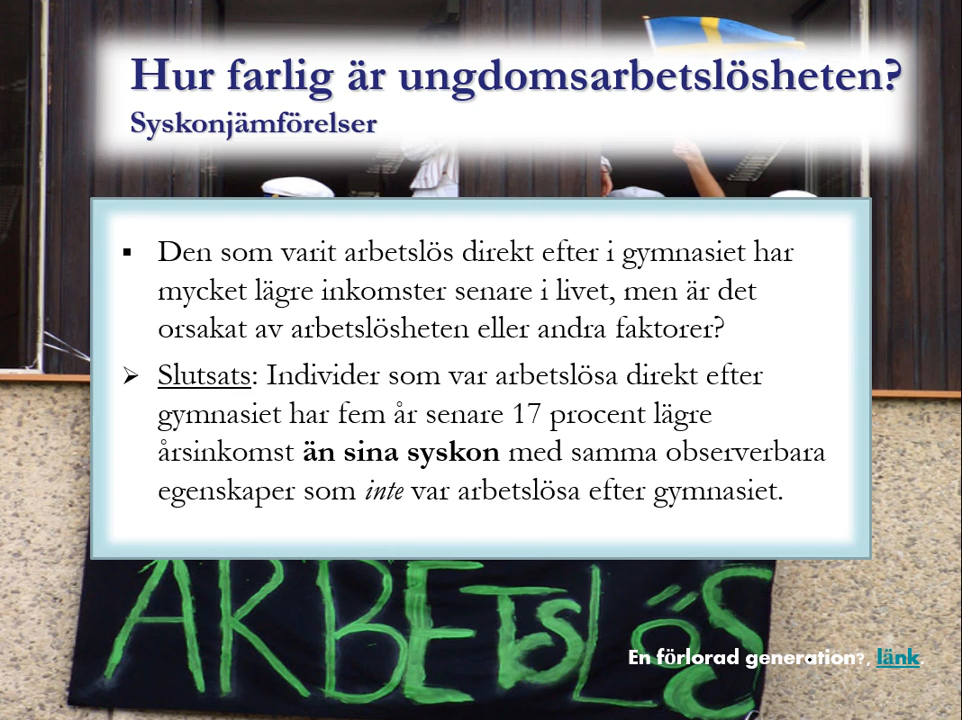 Hur farlig är ungdomsarbetslösheten?
Syskonjämförelser
▪ Den som varit arbetslös direkt efter i gymnasiet har
mycket lägre inkomster senare i livet, men är det
orsakat av arbetslösheten eller andra faktorer?
➢ Slutsats: Individer som var arbetslösa direkt efter
gymnasiet har fem år senare 17 procent lägre
årsinkomst än sina syskon med samma observerbara
egenskaper som inte var arbetslösa efter gymnasiet.
ARBETSLÖS
En förlorad generation?, länk.